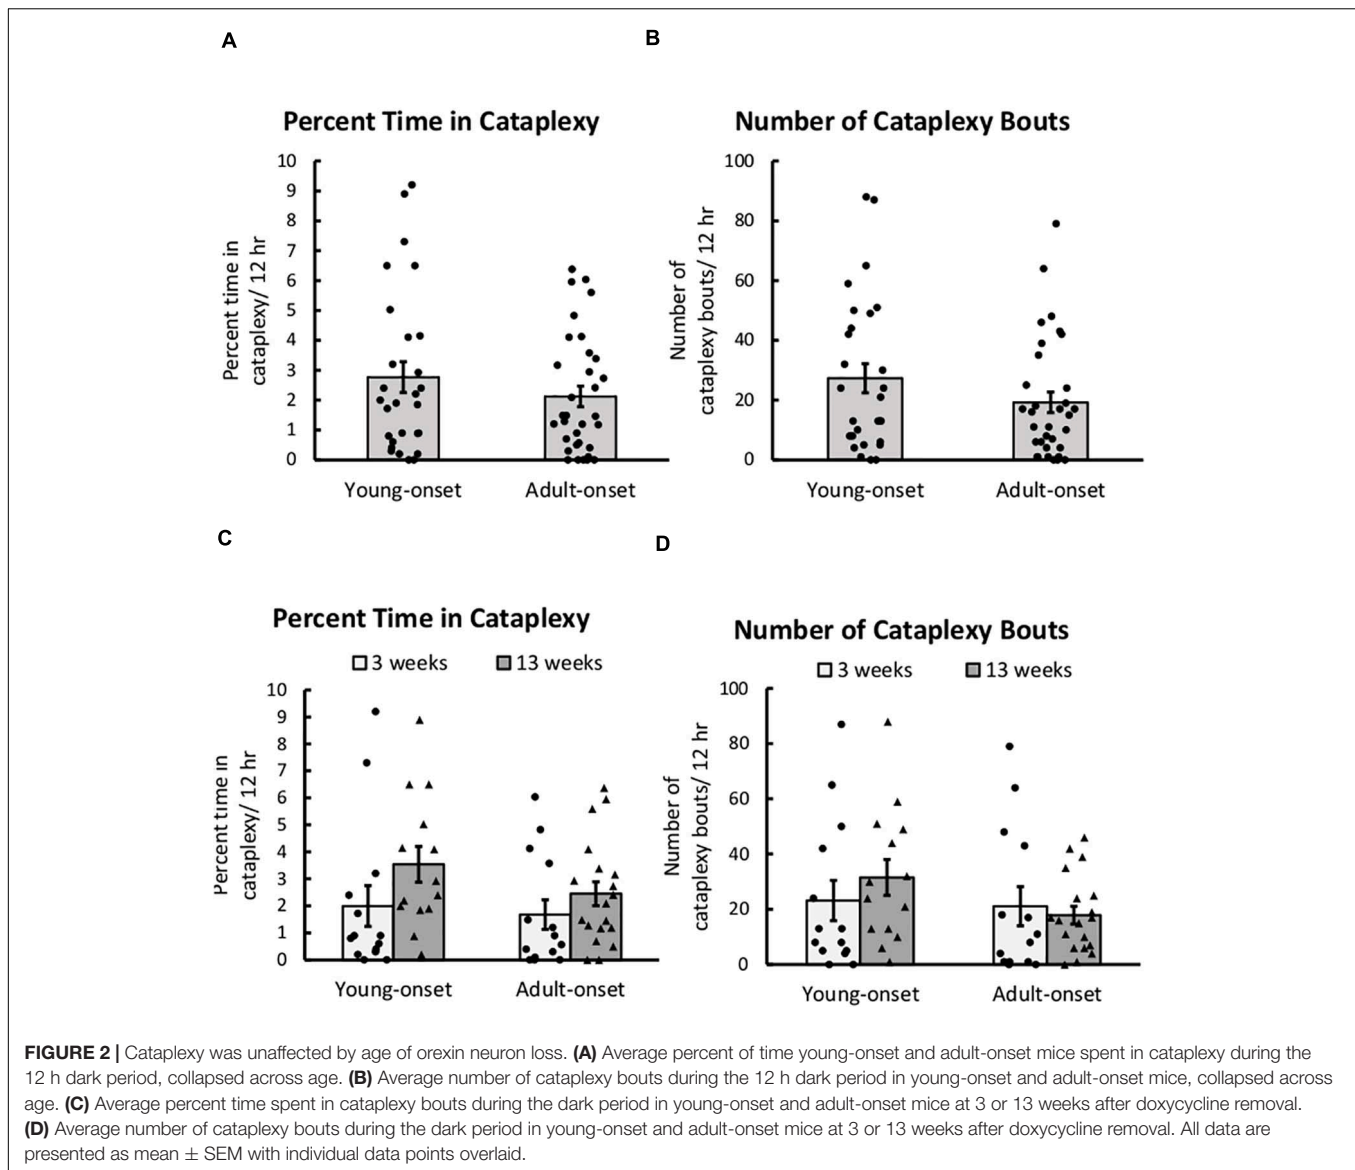 A
B
Percent Time in Cataplexy
Number of Cataplexy Bouts
Percent time in
cataplexy/ 12 hr
10
9
8
7
6
5
4
3
2
1
0
Young-onset
Adult-onset
Number of
cataplexy bouts/ 12 hr
100
80
60
40
20
0
Young-onset
Adult-onset
C
D
Percent Time in Cataplexy
3 weeks
13 weeks
Percent time in
cataplexy/ 12 hr
10
9
8
7
6
5
4
3
2
1
0
Young-onset
Adult-onset
Number of Cataplexy Bouts
3 weeks
13 weeks
Number of
cataplexy bouts/ 12 hr
100
80
60
40
20
0
Young-onset
Adult-onset
FIGURE 2 | Cataplexy was unaffected by age of orexin neuron loss. (A) Average percent of time young-onset and adult-onset mice spent in cataplexy during the
12 h dark period, collapsed across age. (B) Average number of cataplexy bouts during the 12 h dark period in young-onset and adult-onset mice, collapsed across
age. (C) Average percent time spent in cataplexy bouts during the dark period in young-onset and adult-onset mice at 3 or 13 weeks after doxycycline removal.
(D) Average number of cataplexy bouts during the dark period in young-onset and adult-onset mice at 3 or 13 weeks after doxycycline removal. All data are
presented as mean ± SEM with individual data points overlaid.